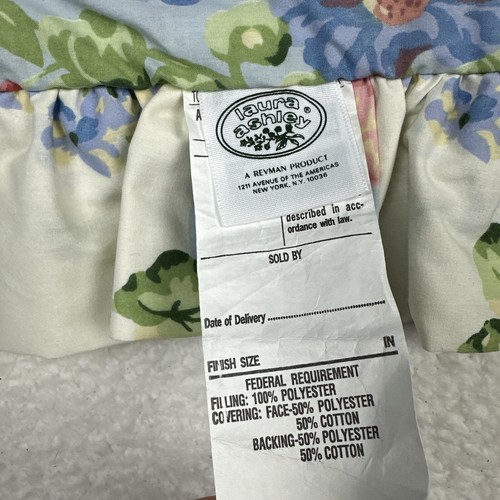 laura
ashley®
A REVMAN PRODUCT
1211 AVENUE OF THE AMERICAS
NEW YORK, N.Y. 10036
described in acc-
ordance with law.
SOLD BY
Date of Delivery
FINISH SIZE IN
FEDERAL REQUIREMENT
FILLING: 100% POLYESTER
COVERING: FACE-50% POLYESTER
50% COTTON
BACKING-50% POLYESTER
50% COTTON